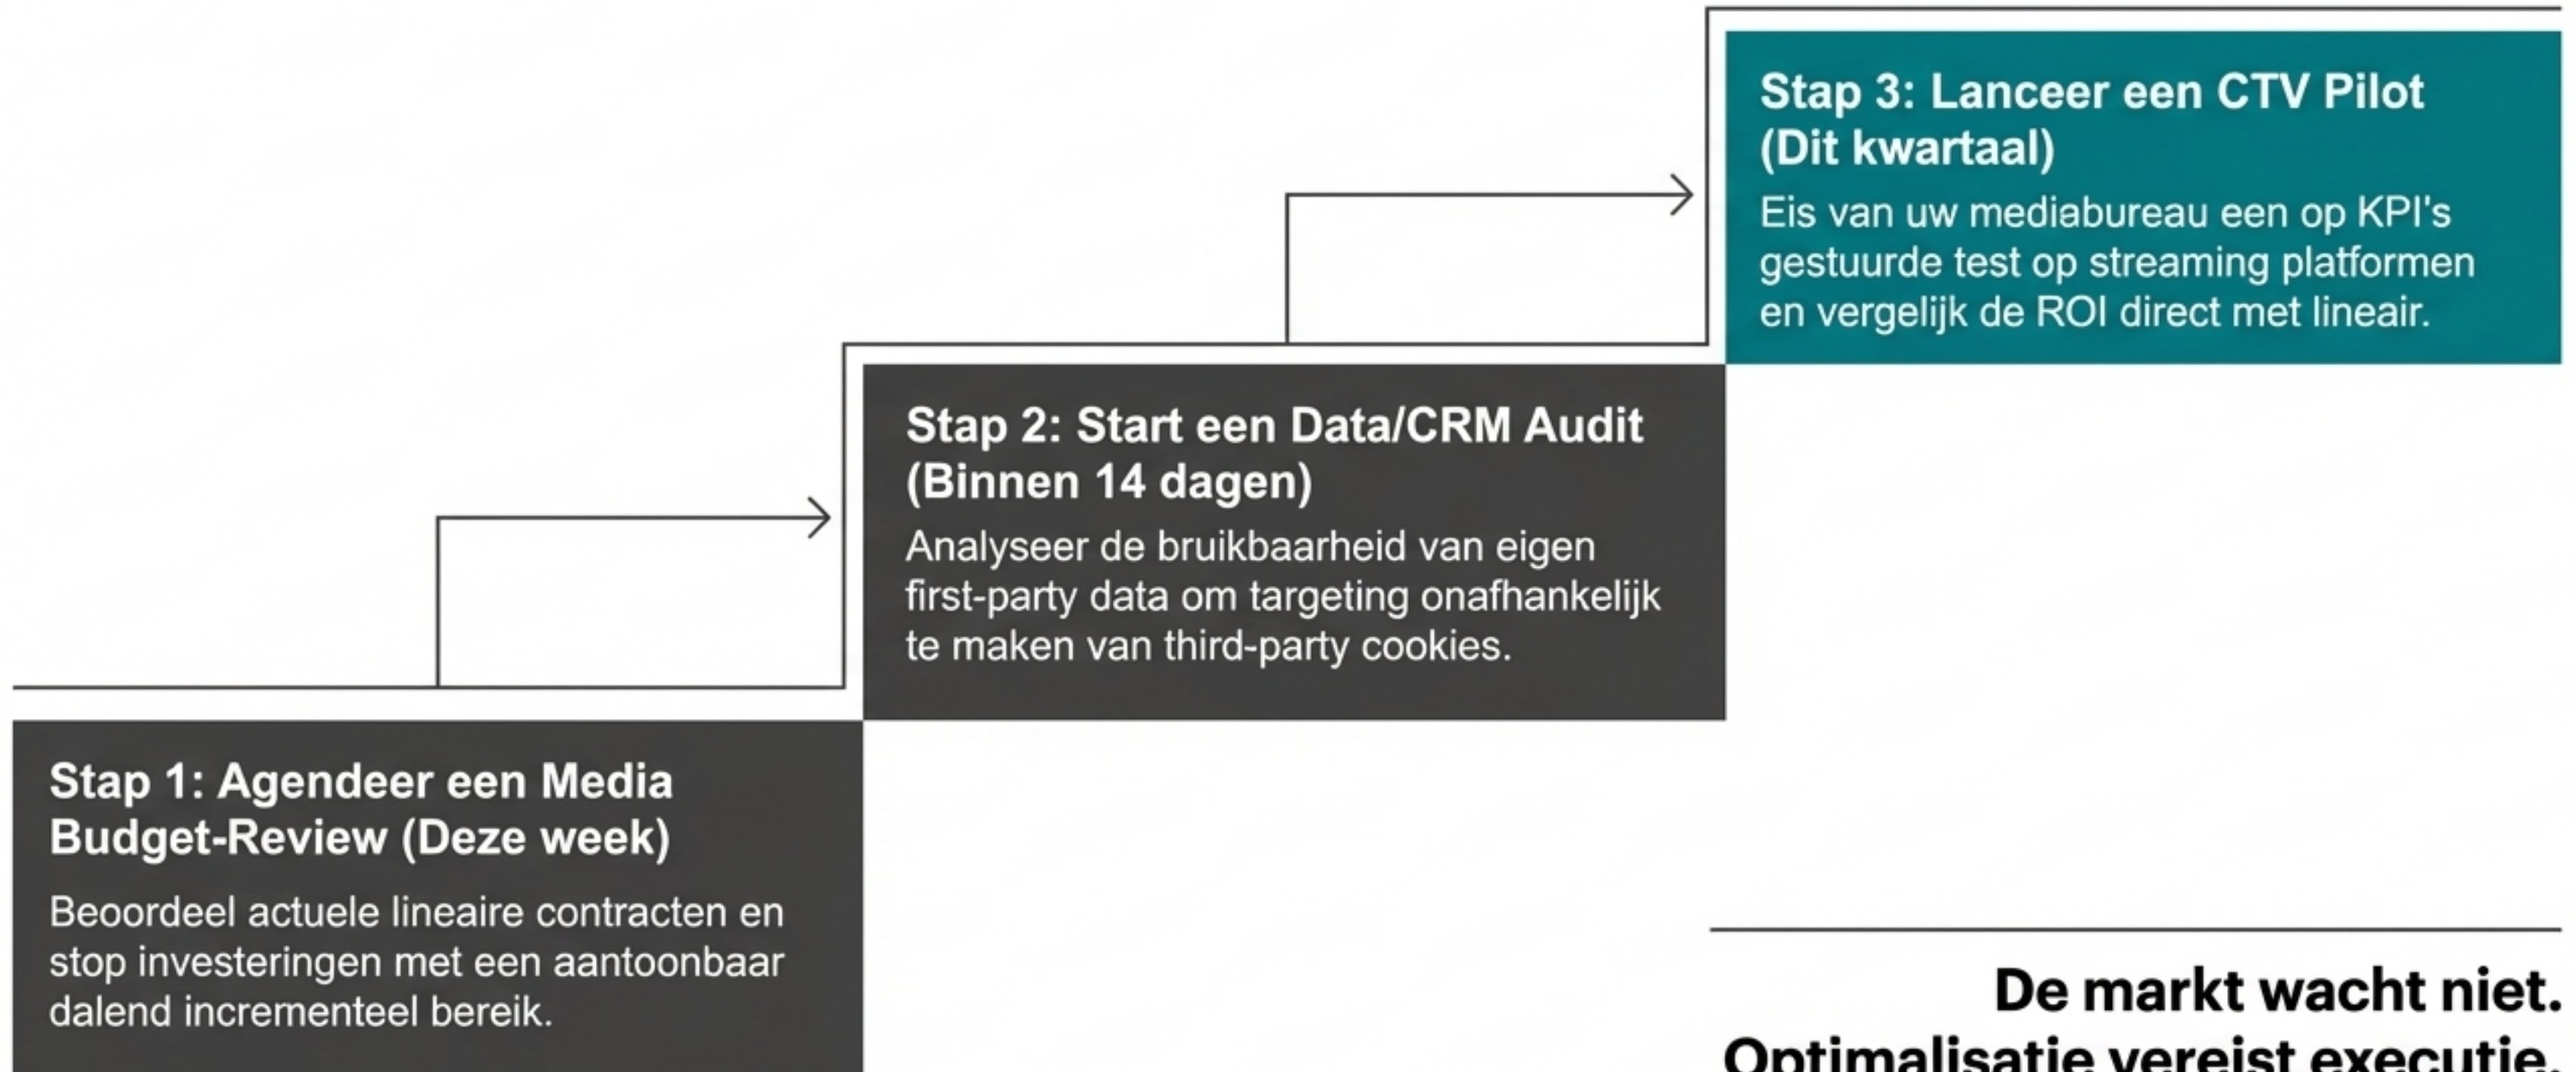 Stap 3: Lanceer een CTV Pilot
(Dit kwartaal)
Eis van uw mediabureau een op KPI's
gestuurde test op streaming platformen
en vergelijk de ROI direct met lineair.
Stap 2: Start een Data/CRM Audit
(Binnen 14 dagen)
Analyseer de bruikbaarheid van eigen
first-party data om targeting onafhankelijk
te maken van third-party cookies.
Stap 1: Agendeer een Media
Budget-Review (Deze week)
Beoordeel actuele lineaire contracten en
stop investeringen met een aantoonbaar
dalend incrementeel bereik.
De markt wacht niet.
Optimalisatie vereist executie.